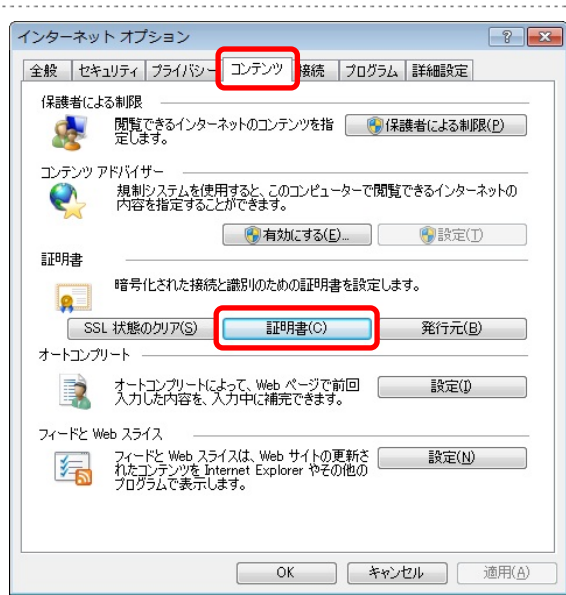 インターネット オプション
全般 セキュリティ プライバシー コンテンツ 接続 プログラム 詳細設定
保護者による制限
閲覧できるインターネットのコンテンツを指定します。
保護者による制限(P)
コンテンツ アドバイザー
規制システムを使用すると、このコンピューターで閲覧できるインターネットの
内容を指定することができます。
有効にする(E)... 設定(T)
証明書
暗号化された接続と識別のための証明書を設定します。
SSL 状態のクリア(S) 証明書(C) 発行元(B)
オートコンプリート
オートコンプリートによって、Web ページで前回
入力した内容を、入力中に補完できます。
設定(I)
フィードと Web スライス
フィードと Web スライスは、Web サイトの更新さ
れたコンテンツを Internet Explorer やその他の
プログラムで表示します。
設定(N)
OK キャンセル 適用(A)